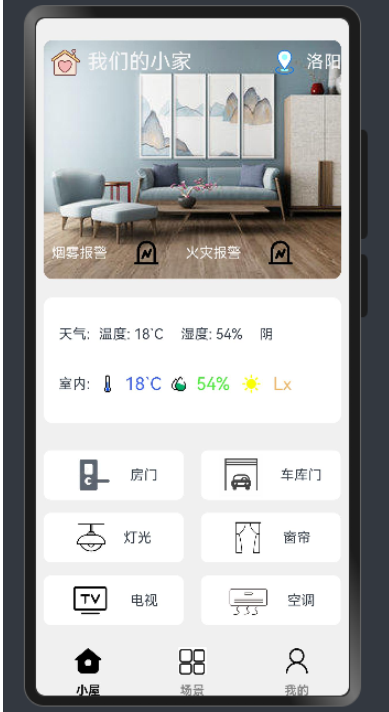 我们的小家 洛阳
烟雾报警 火灾报警
天气: 温度: 18`C 湿度: 54% 阴
室内: 18`C 54% Lx
房门 车库门
灯光 窗帘
TV 电视 空调
小屋 场景 我的